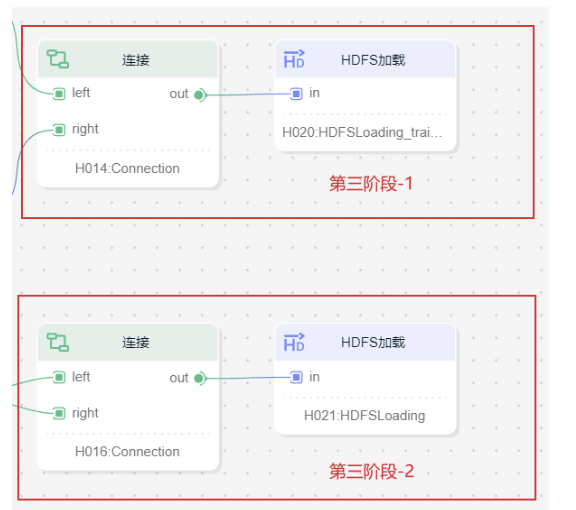 连接
HDFS加载
left
out
in
right
H020:HDFSLoading_trai...
H014:Connection
第三阶段-1
连接
HDFS加载
left
out
in
right
H021:HDFSLoading
H016:Connection
第三阶段-2